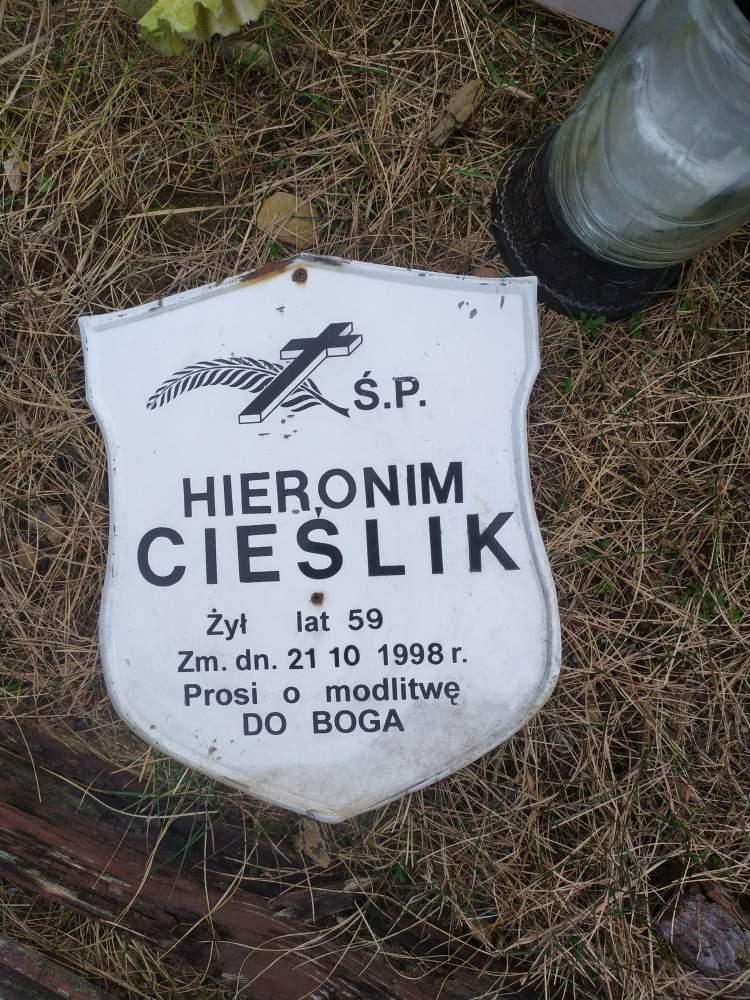 Ś.P.
HIERONIM
CIEŚLIK
Żył lat 59
Zm. dn. 21 10 1998 r.
Prosi o modlitwę
DO BOGA